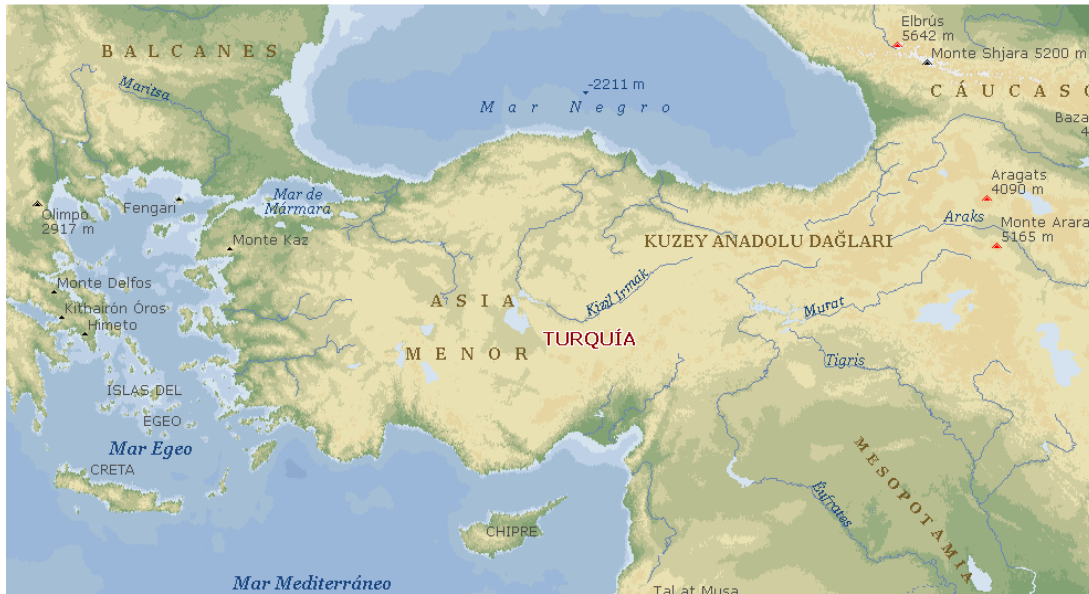 Elbrús
5642 m
Monte Shjara 5200 m
BALCANES
Maritsa
-2211 m
Mar Negro
CÁUCASO
Baza
4
Aragats
4090 m
Mar de
Mármara
Fengari
Olimpo
2917 m
Araks
Monte Arara
5165 m
Monte Kaz
KUZEY ANADOLU DAĞLARI
Monte Delfos
Kizil Irmak
ASIA
Murat
Kithairón Óros
Himeto
TURQUÍA
MENOR
Tigris
ISLAS DEL
EGEO
Mar Egeo
MESOPOTAMIA
CRETA
Éufrates
CHIPRE
Mar Mediterráneo
Tal at Musa